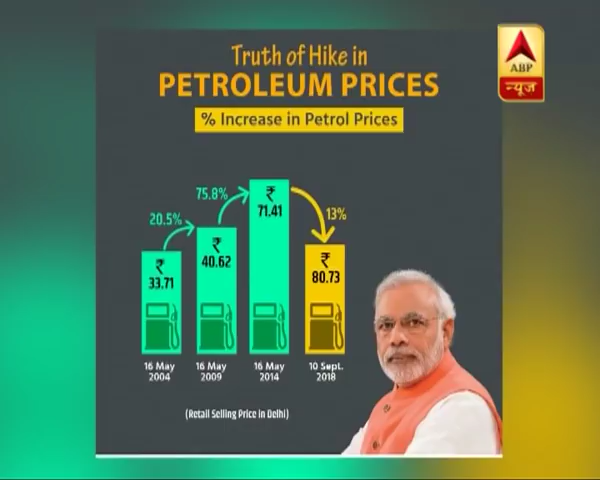 Truth of Hike in
PETROLEUM PRICES
% Increase in Petrol Prices
ABP
न्यूज़
20.5%
75.8%
13%
₹
33.71
₹
40.62
₹
71.41
₹
80.73
16 May
2004
16 May
2009
16 May
2014
10 Sept.
2018
(Retail Selling Price in Delhi)